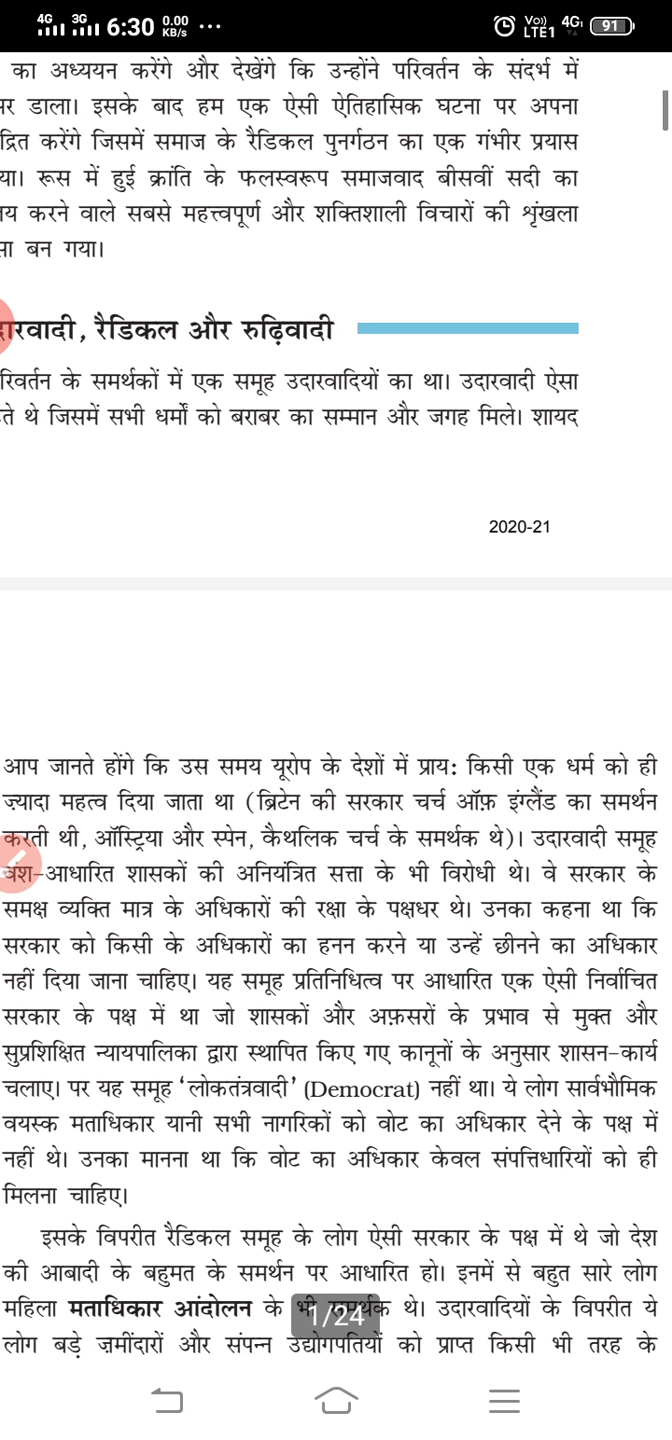 4G 3G 6:30 0.00 KB/s ... Vo)) LTE1 4G 91
का अध्ययन करेंगे और देखेंगे कि उन्होंने परिवर्तन के संदर्भ में
डाला। इसके बाद हम एक ऐसी ऐतिहासिक घटना पर अपना
द्रित करेंगे जिसमें समाज के रैडिकल पुनर्गठन का एक गंभीर प्रयास
या। रूस में हुई क्रांति के फलस्वरूप समाजवाद बीसवीं सदी का
करने वाले सबसे महत्त्वपूर्ण और शक्तिशाली विचारों की शृंखला
सा बन गया।
दारवादी, रैडिकल और रुढ़िवादी
रिवर्तन के समर्थकों में एक समूह उदारवादियों का था। उदारवादी ऐसा
ते थे जिसमें सभी धर्मों को बराबर का सम्मान और जगह मिले। शायद
2020-21
आप जानते होंगे कि उस समय यूरोप के देशों में प्राय: किसी एक धर्म को ही
ज्यादा महत्व दिया जाता था (ब्रिटेन की सरकार चर्च ऑफ़ इंग्लैंड का समर्थन
करती थी, ऑस्ट्रिया और स्पेन, कैथलिक चर्च के समर्थक थे)। उदारवादी समूह
वंश-आधारित शासकों की अनियंत्रित सत्ता के भी विरोधी थे। वे सरकार के
समक्ष व्यक्ति मात्र के अधिकारों की रक्षा के पक्षधर थे। उनका कहना था कि
सरकार को किसी के अधिकारों का हनन करने या उन्हें छीनने का अधिकार
नहीं दिया जाना चाहिए। यह समूह प्रतिनिधित्व पर आधारित एक ऐसी निर्वाचित
सरकार के पक्ष में था जो शासकों और अफ़सरों के प्रभाव से मुक्त और
सुप्रशिक्षित न्यायपालिका द्वारा स्थापित किए गए कानूनों के अनुसार शासन-कार्य
चलाए। पर यह समूह ‘लोकतंत्रवादी’ (Democrat) नहीं था। ये लोग सार्वभौमिक
वयस्क मताधिकार यानी सभी नागरिकों को वोट का अधिकार देने के पक्ष में
नहीं थे। उनका मानना था कि वोट का अधिकार केवल संपत्तिधारियों को ही
मिलना चाहिए।
इसके विपरीत रैडिकल समूह के लोग ऐसी सरकार के पक्ष में थे जो देश
की आबादी के बहुमत के समर्थन पर आधारित हो। इनमें से बहुत सारे लोग
महिला मताधिकार आंदोलन के भी समर्थक थे। उदारवादियों के विपरीत ये
1/24
लोग बड़े ज़मींदारों और संपन्न उद्योगपतियों को प्राप्त किसी भी तरह के